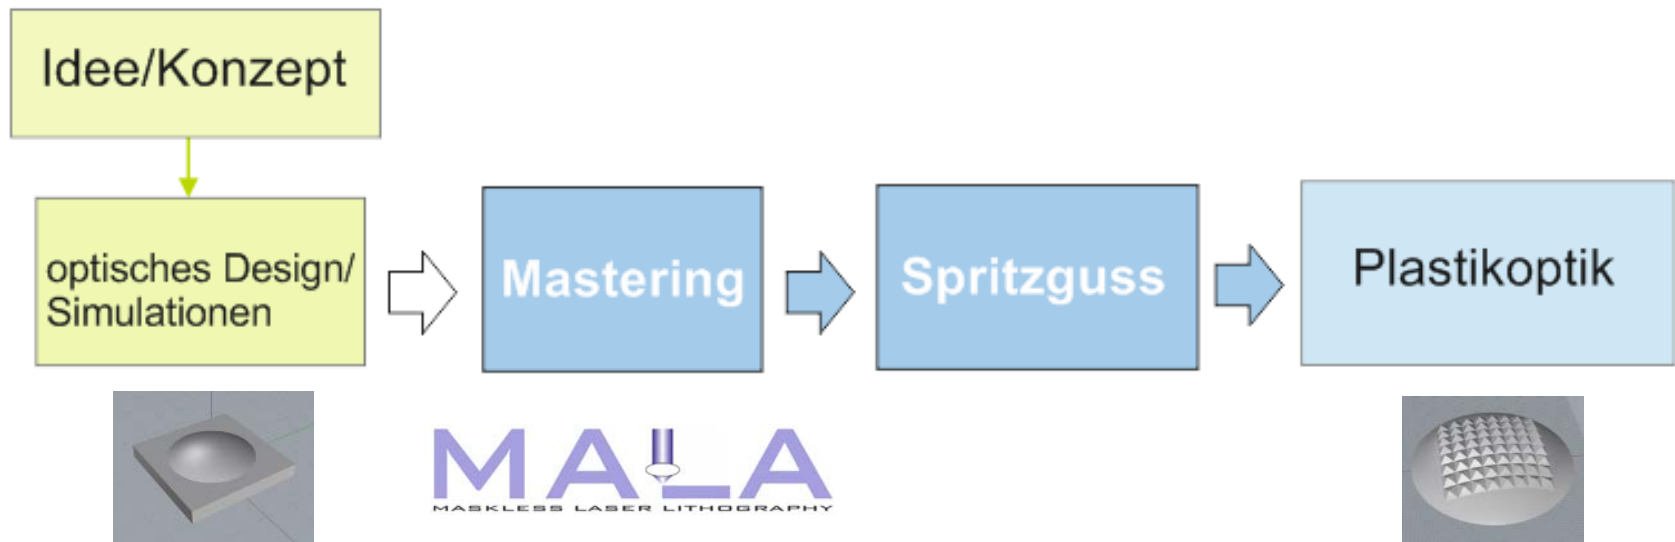 Idee/Konzept
optisches Design/
Simulationen
Mastering
Spritzguss
Plastikoptik
MALA
MASKLESS LASER LITHOGRAPHY